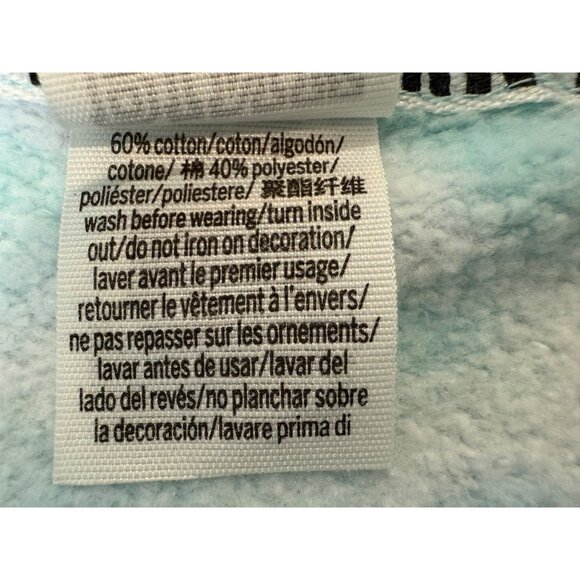 60% cotton/coton/algodón/
cotone/ 棉 40% polyester/
poliéster/poliestere/ 聚酯纤维
wash before wearing/turn inside
out/do not iron on decoration/
laver avant le premier usage/
retourner le vêtement à l'envers/
ne pas repasser sur les ornements/
lavar antes de usar/lavar del
lado del revés/no planchar sobre
la decoración/lavare prima di